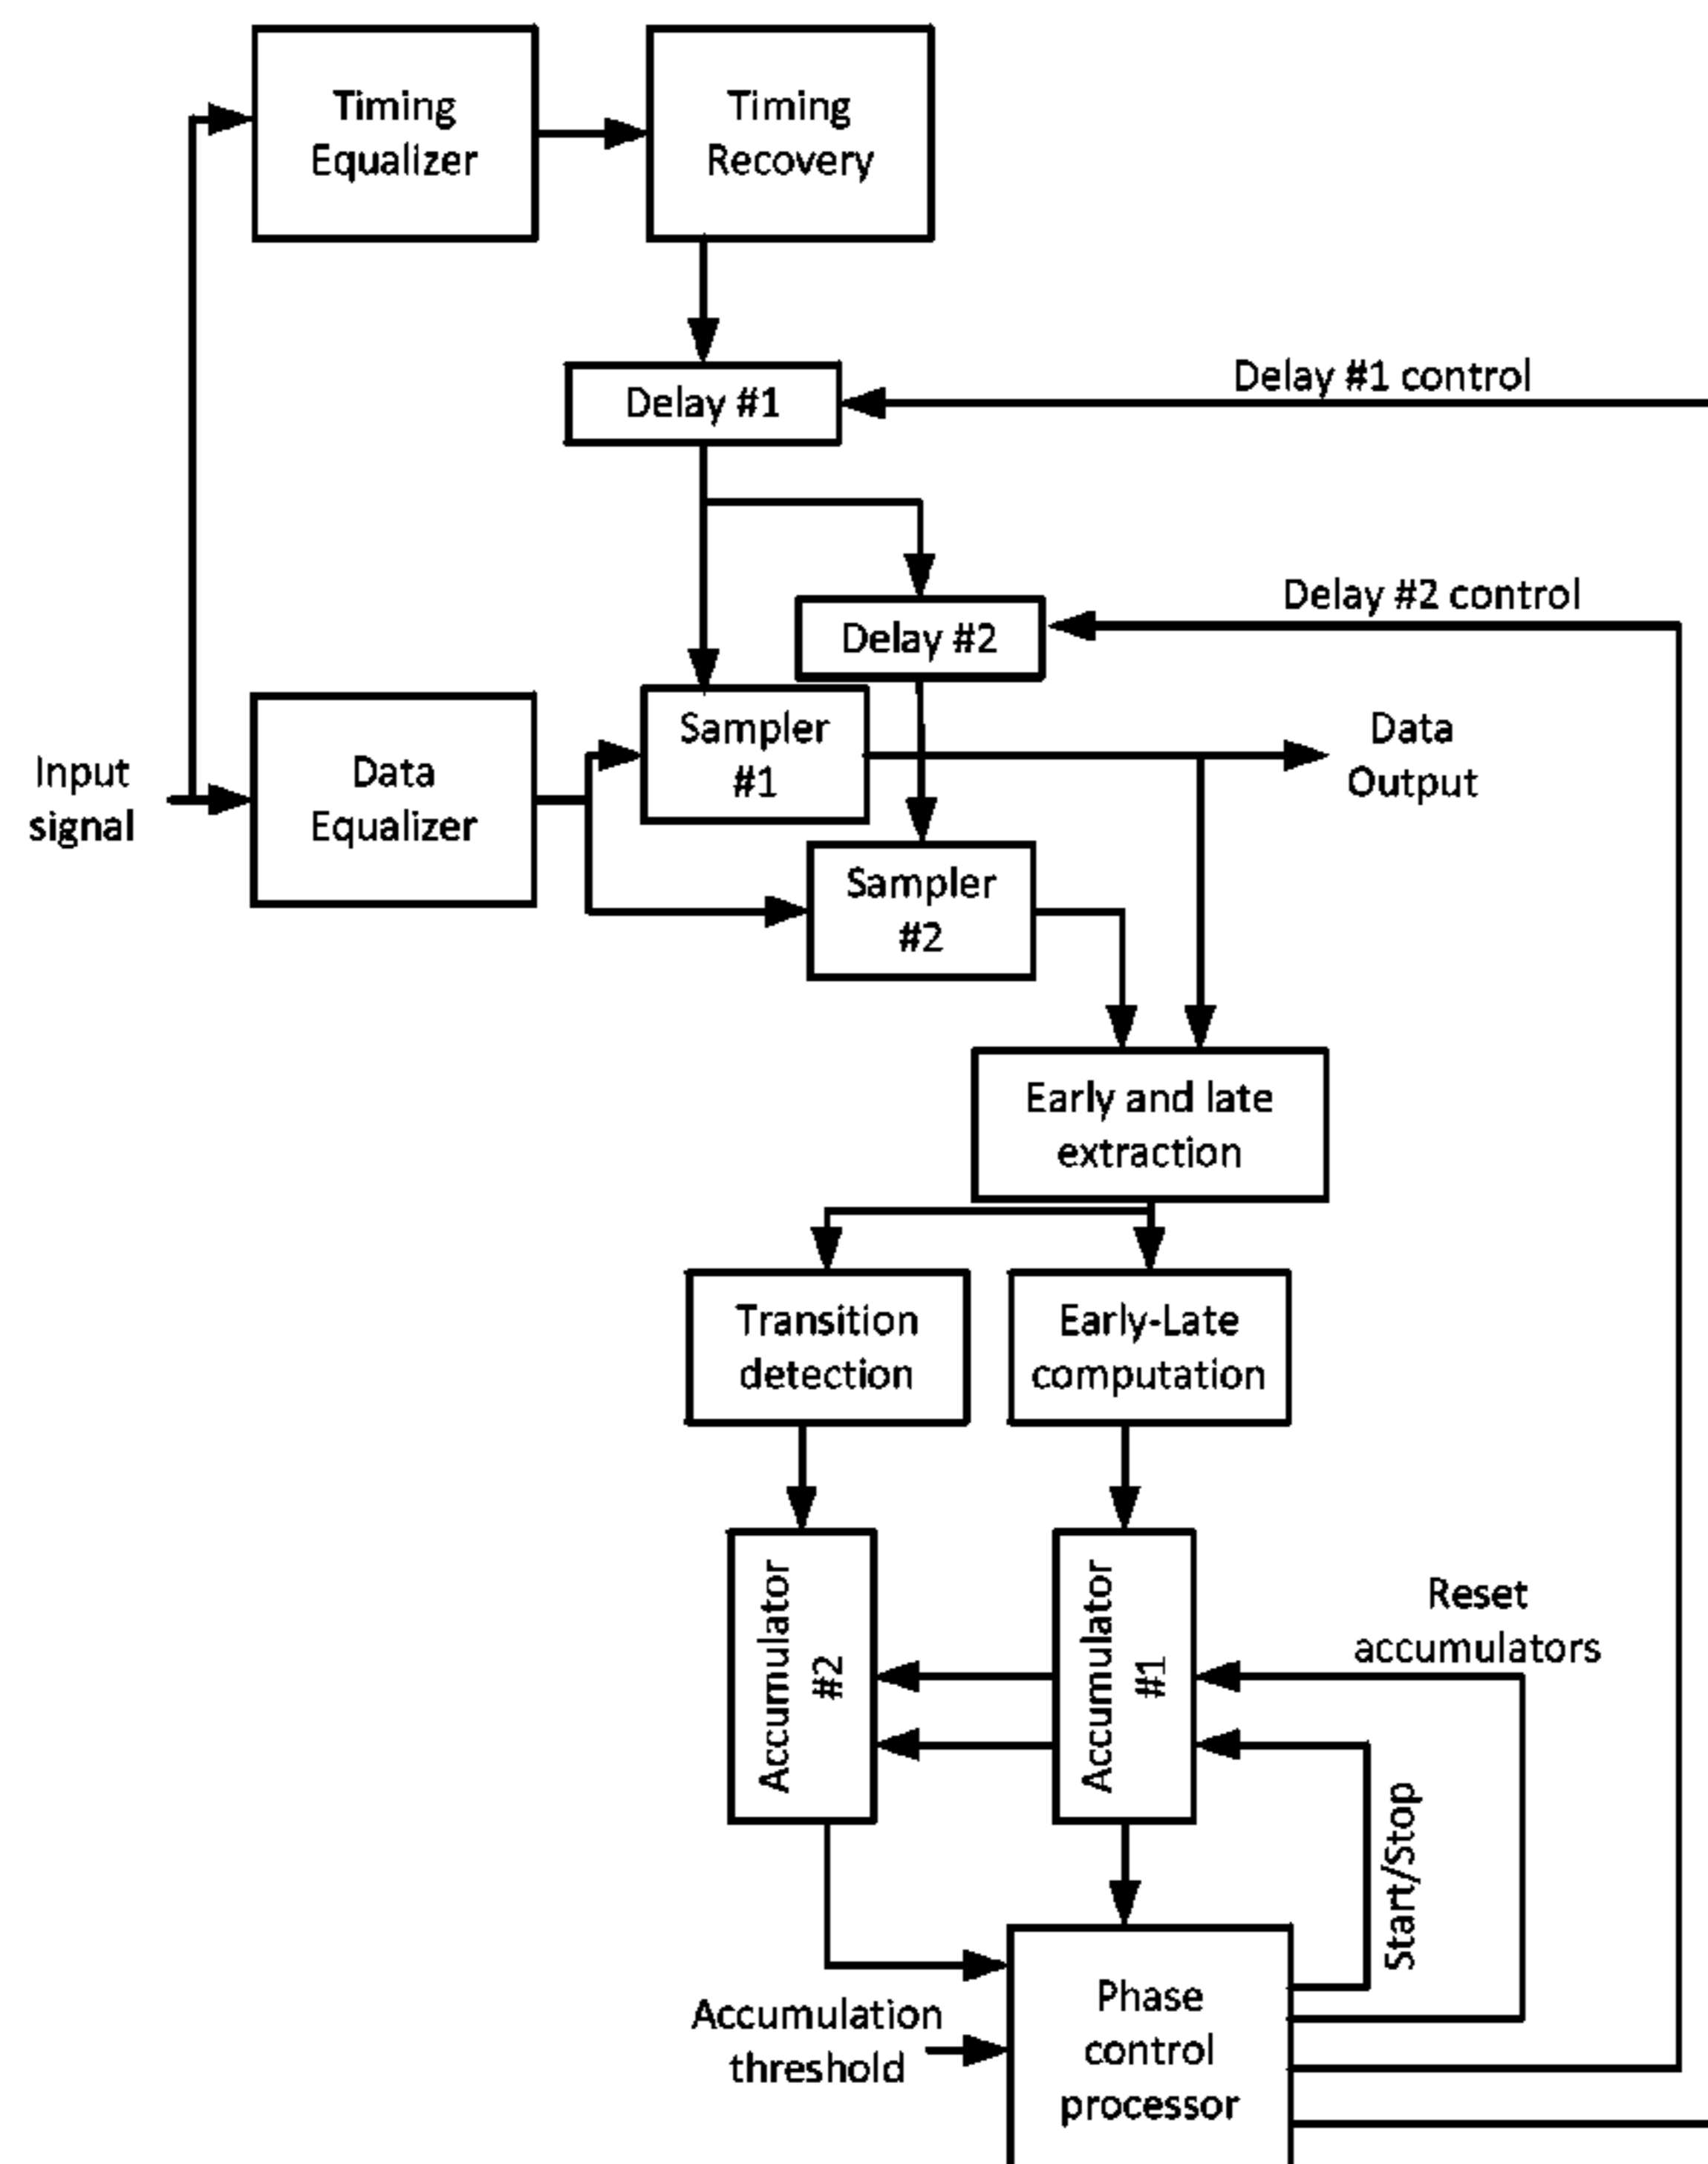 Timing
Equalizer
Timing
Recovery
Delay #1
Delay #1 control
Delay #2
Delay #2 control
Input
signal
Data
Equalizer
Sampler
#1
Data
Output
Sampler
#2
Early and late
extraction
Transition
detection
Early-Late
computation
Accumulator
#2
Accumulator
#1
Reset
accumulators
Start/Stop
Accumulation
threshold
Phase
control
processor